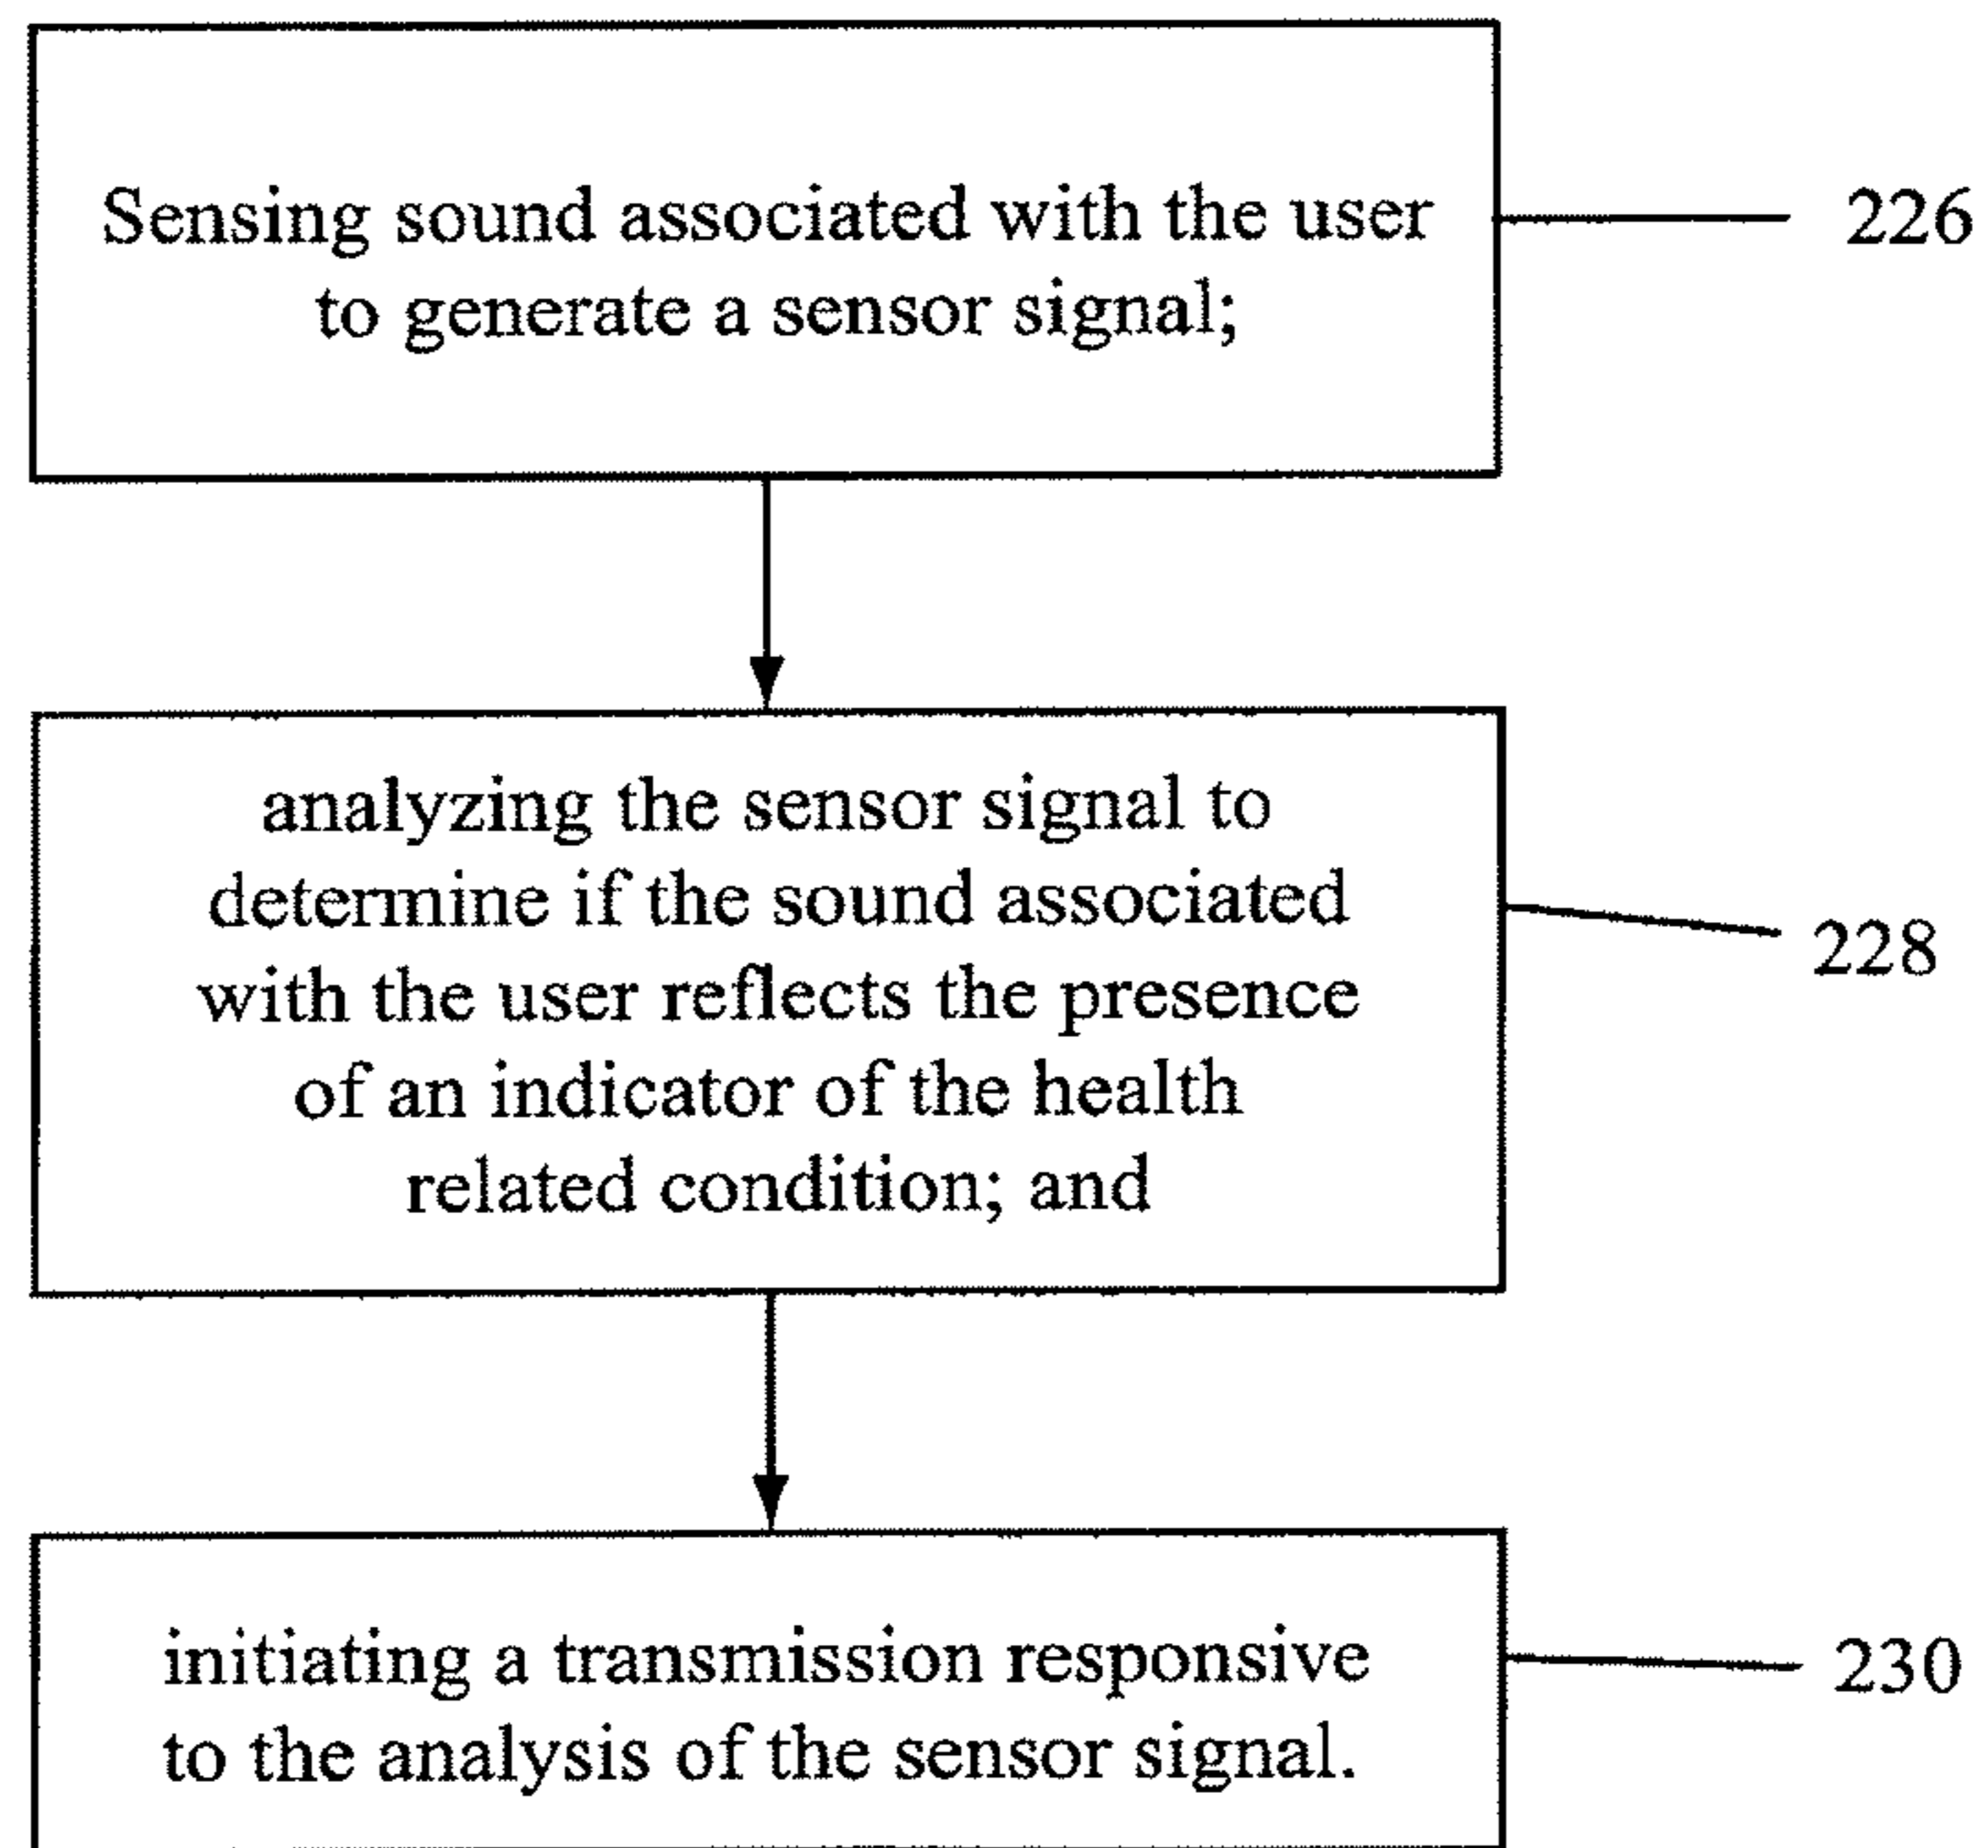 Sensing sound associated with the user
to generate a sensor signal;
226
analyzing the sensor signal to
determine if the sound associated
with the user reflects the presence
of an indicator of the health
related condition; and
228
initiating a transmission responsive
to the analysis of the sensor signal.
230